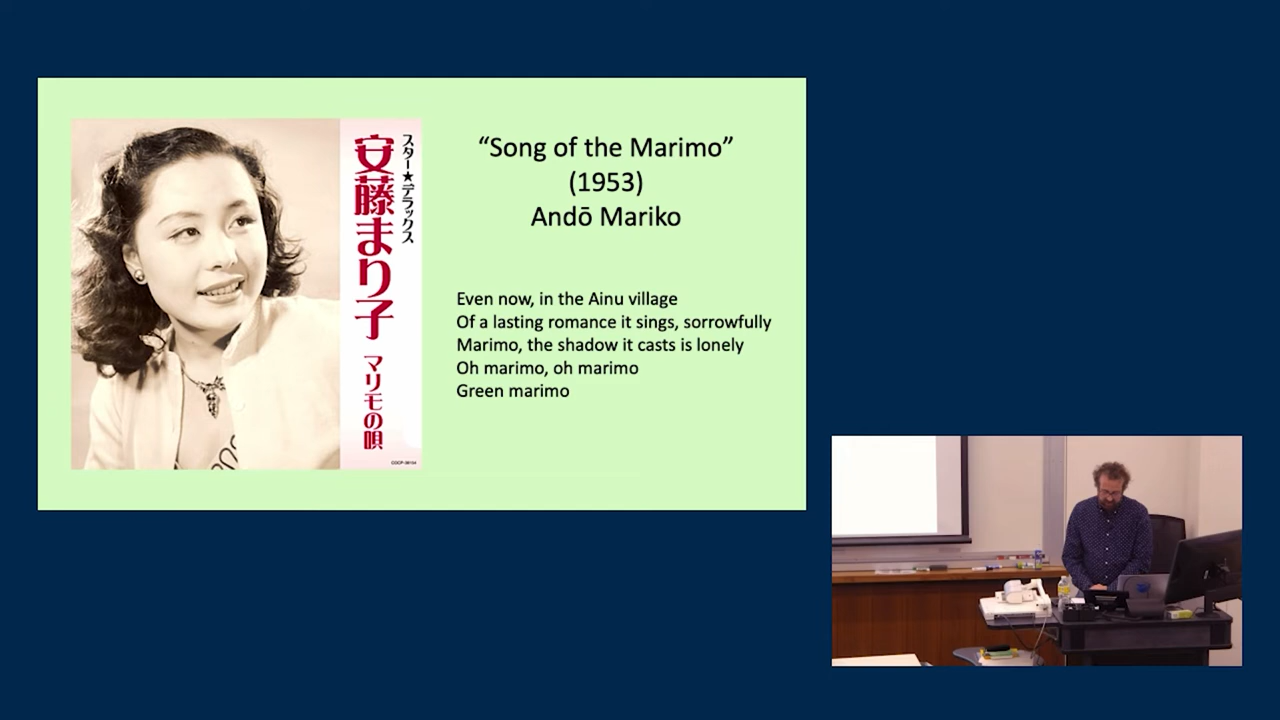 スター★デラックス
安藤まり子
マリモの唄
COCP-36134
“Song of the Marimo”
(1953)
Andō Mariko
Even now, in the Ainu village
Of a lasting romance it sings, sorrowfully
Marimo, the shadow it casts is lonely
Oh marimo, oh marimo
Green marimo